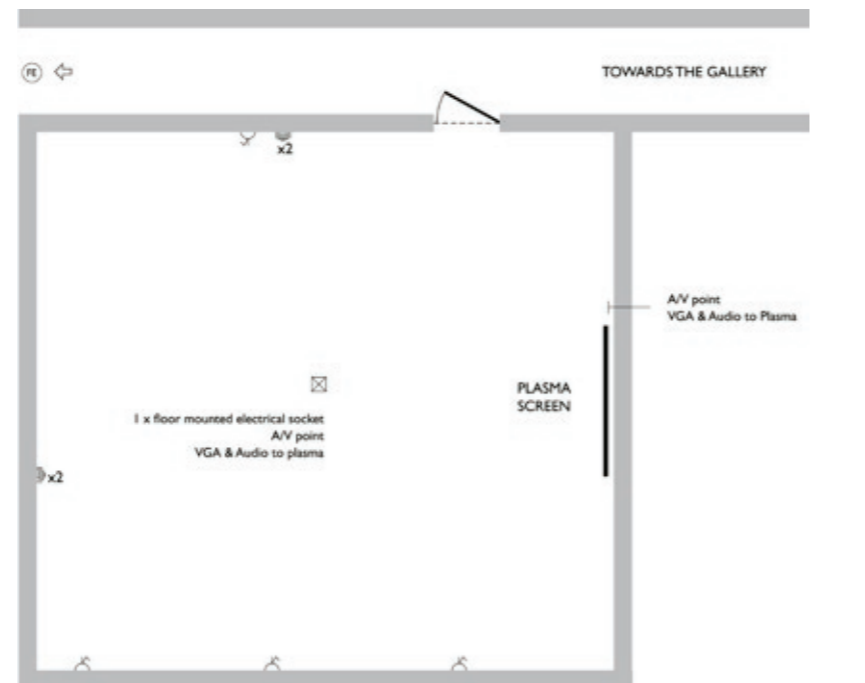 FE
TOWARDS THE GALLERY
x2
A/V point
VGA & Audio to Plasma
PLASMA
SCREEN
1 x floor mounted electrical socket
A/V point
VGA & Audio to plasma
x2